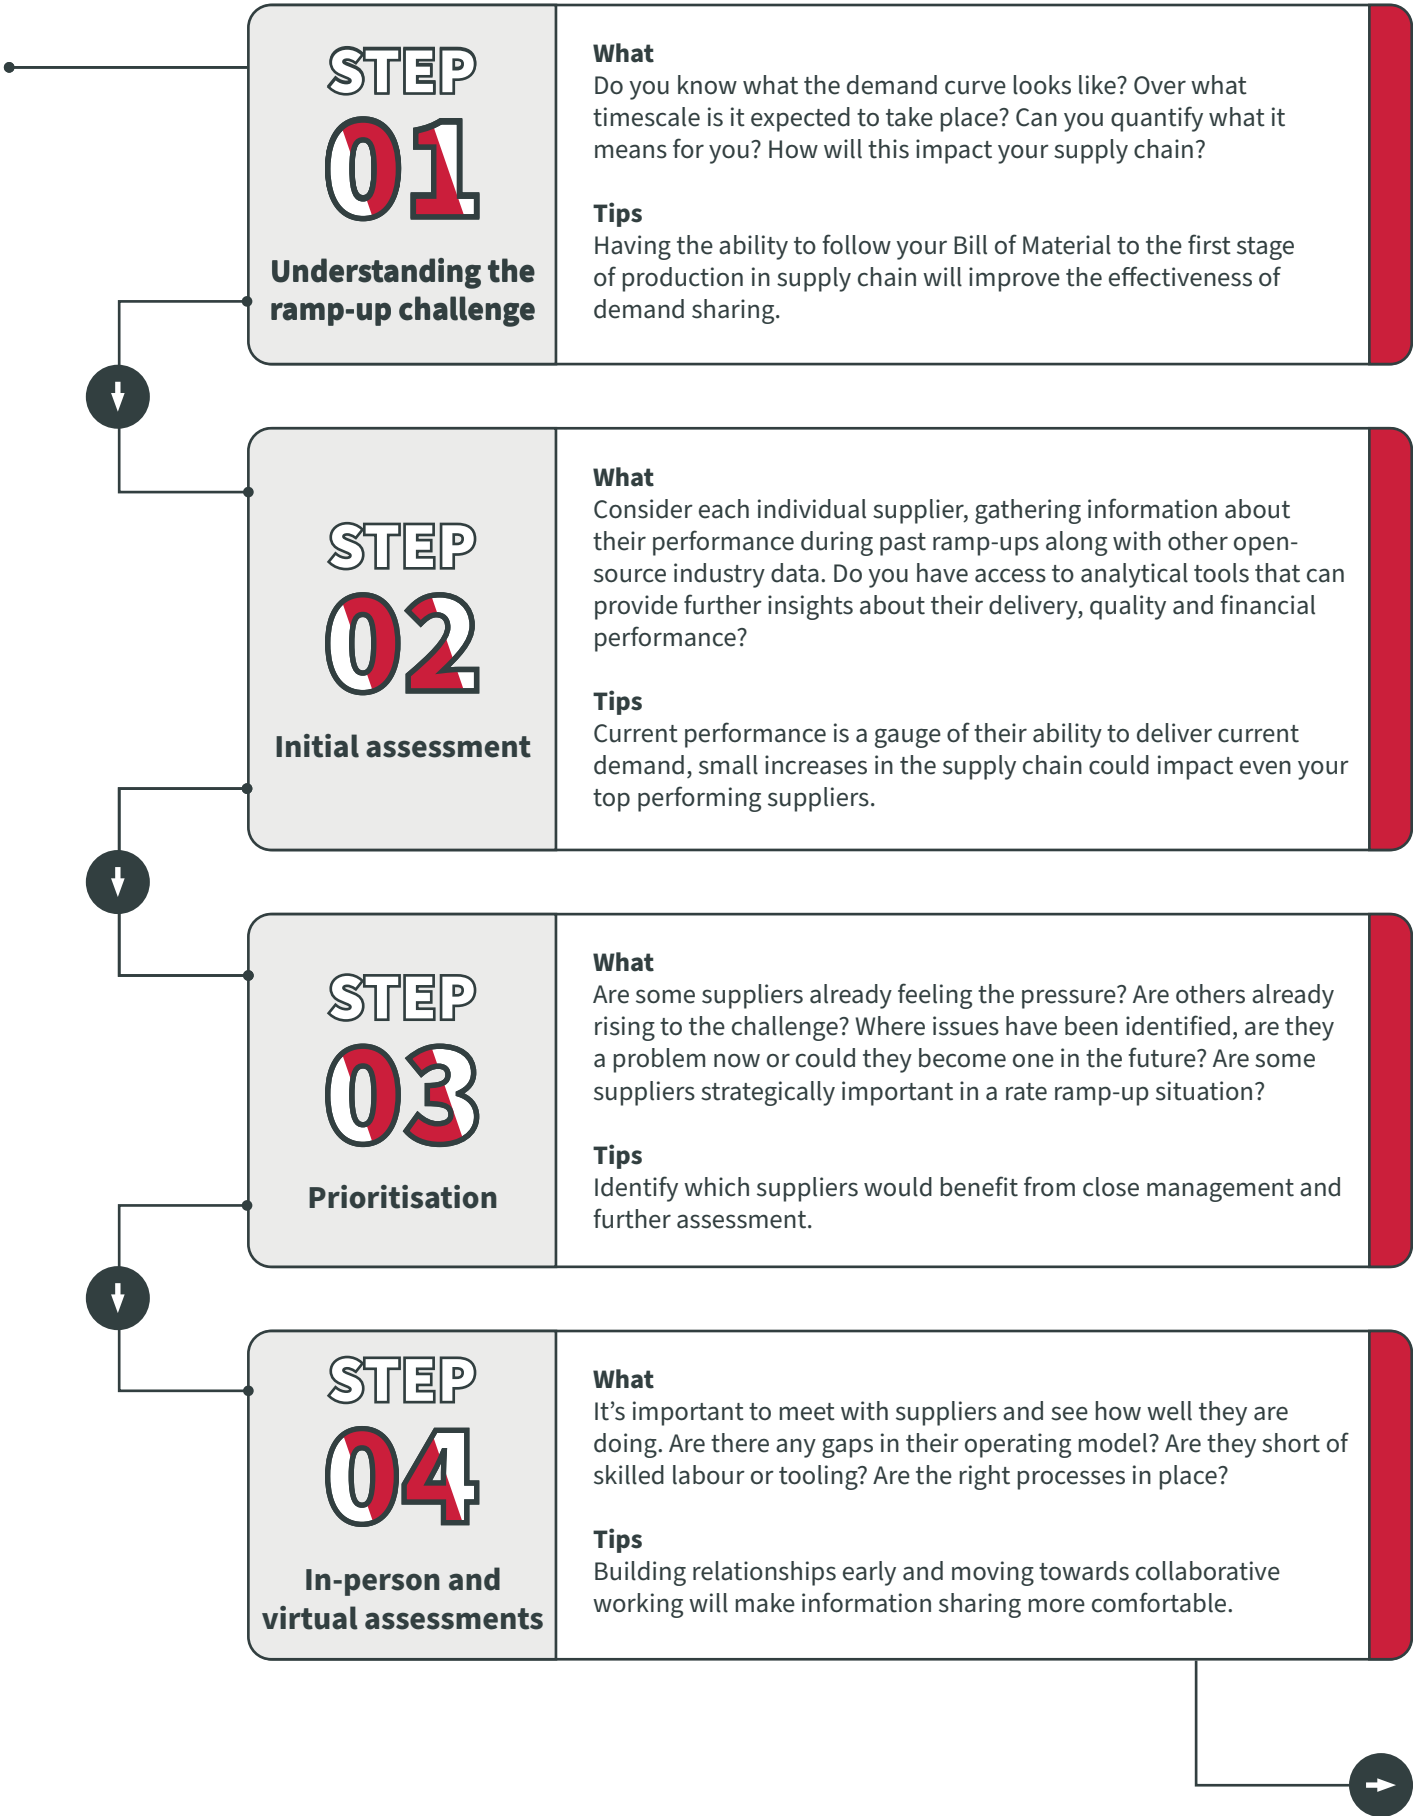 STEP
01
Understanding the
ramp-up challenge
What
Do you know what the demand curve looks like? Over what
timescale is it expected to take place? Can you quantify what it
means for you? How will this impact your supply chain?
Tips
Having the ability to follow your Bill of Material to the first stage
of production in supply chain will improve the effectiveness of
demand sharing.
STEP
02
Initial assessment
What
Consider each individual supplier, gathering information about
their performance during past ramp-ups along with other open-
source industry data. Do you have access to analytical tools that can
provide further insights about their delivery, quality and financial
performance?
Tips
Current performance is a gauge of their ability to deliver current
demand, small increases in the supply chain could impact even your
top performing suppliers.
STEP
03
Prioritisation
What
Are some suppliers already feeling the pressure? Are others already
rising to the challenge? Where issues have been identified, are they
a problem now or could they become one in the future? Are some
suppliers strategically important in a rate ramp-up situation?
Tips
Identify which suppliers would benefit from close management and
further assessment.
STEP
04
In-person and
virtual assessments
What
It’s important to meet with suppliers and see how well they are
doing. Are there any gaps in their operating model? Are they short of
skilled labour or tooling? Are the right processes in place?
Tips
Building relationships early and moving towards collaborative
working will make information sharing more comfortable.